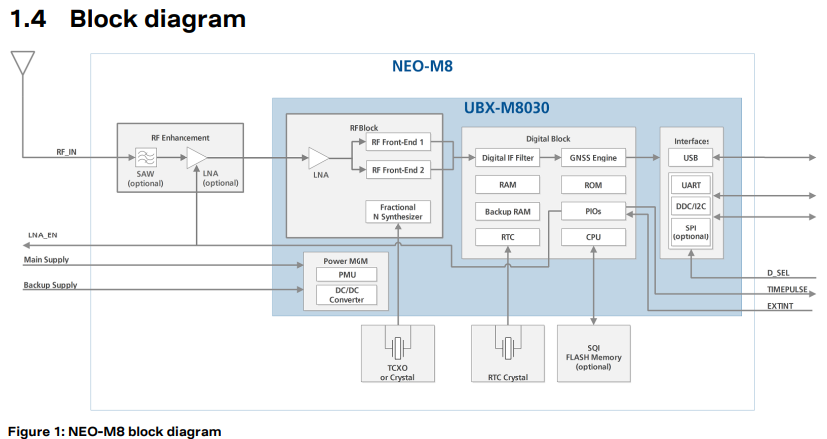 1.4 Block diagram
NEO-M8
UBX-M8030
RF_IN
RF Enhancement
SAW
(optional)
LNA
(optional)
RFBlock
LNA
RF Front-End 1
RF Front-End 2
Fractional
N Synthesizer
Digital Block
Digital IF Filter
GNSS Engine
RAM
ROM
Backup RAM
PIOs
RTC
CPU
Interfaces
USB
UART
DDC/I2C
SPI
(optional)
LNA_EN
Main Supply
Backup Supply
Power MGM
PMU
DC/DC
Converter
D_SEL
TIMEPULSE
EXTINT
TCXO
or Crystal
RTC Crystal
SQI
FLASH Memory
(optional)
Figure 1: NEO-M8 block diagram